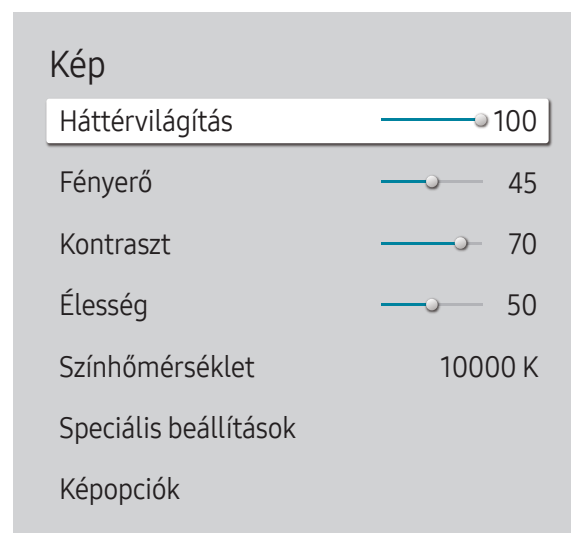 Kép
Háttérvilágítás 100
Fényerő 45
Kontraszt 70
Élesség 50
Színhőmérséklet 10000 K
Speciális beállítások
Képopciók